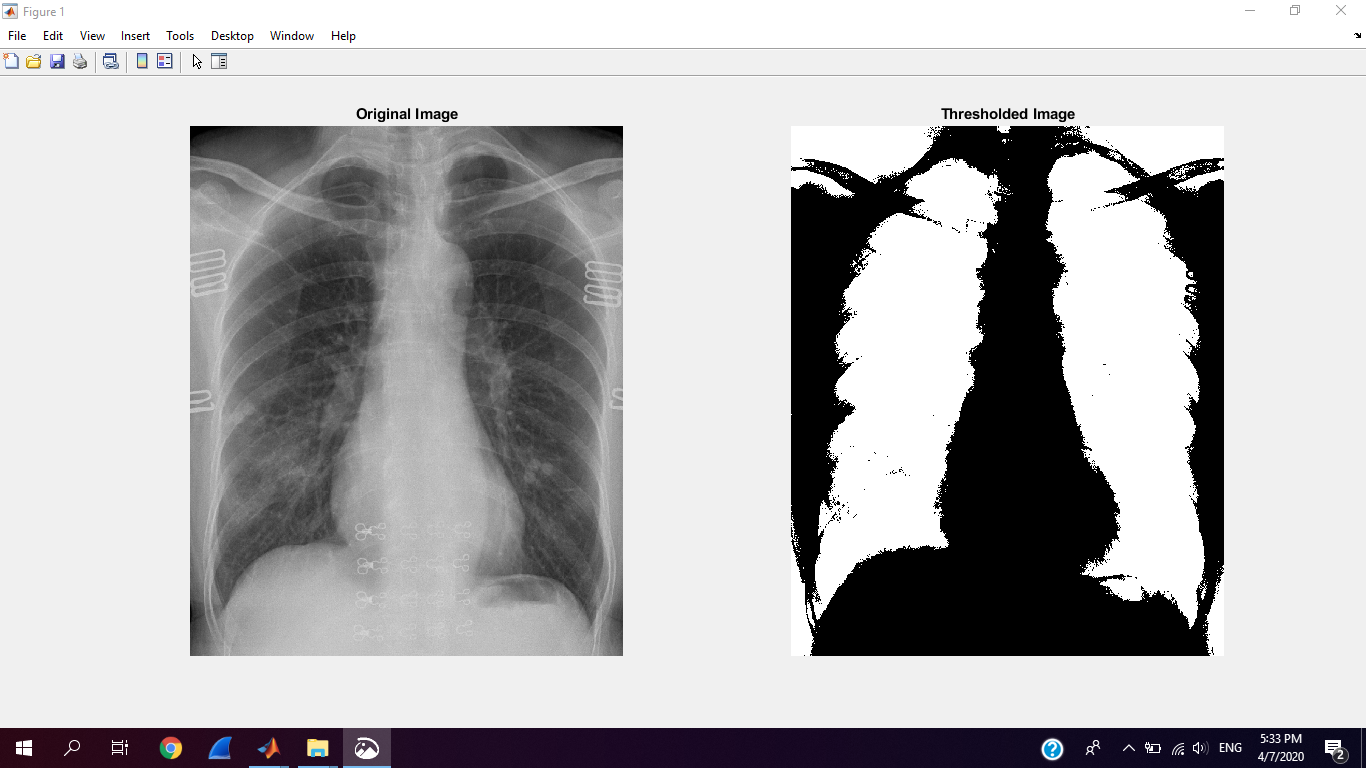 Figure 1
File Edit View Insert Tools Desktop Window Help
Original Image
Thresholded Image
ENG
5:33 PM
4/7/2020
2